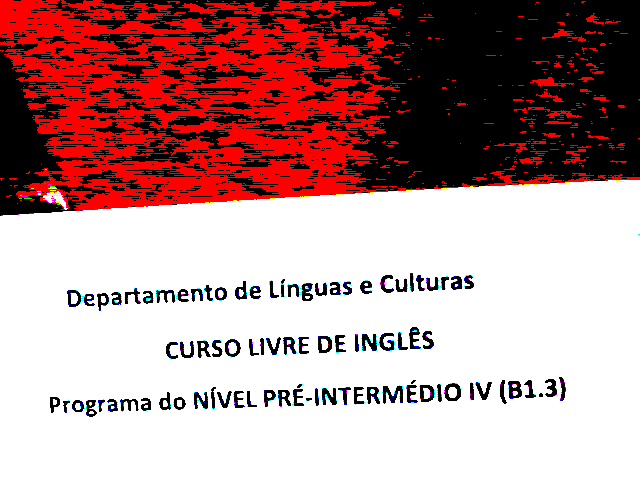 Departamento de Línguas e Culturas
CURSO LIVRE DE INGLÊS
Programa do NÍVEL PRÉ-INTERMÉDIO IV (B1.3)